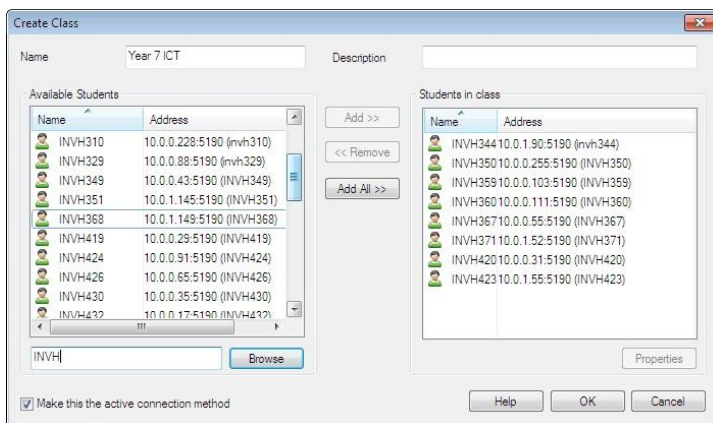 Create Class
Name Year 7 ICT Description
Available Students
Name Address
INVH310 10.0.0.228:5190 (invh310)
INVH329 10.0.0.88:5190 (invh329)
INVH349 10.0.0.43:5190 (INVH349)
INVH351 10.0.1.145:5190 (INVH351)
INVH368 10.0.1.149:5190 (INVH368)
INVH419 10.0.0.29:5190 (INVH419)
INVH424 10.0.0.91:5190 (INVH424)
INVH426 10.0.0.65:5190 (INVH426)
INVH430 10.0.0.35:5190 (INVH430)
INVH432 10.0.0.17:5190 (INVH432)
INVH Browse
Add >>
<< Remove
Add All >>
Students in class
Name Address
INVH344 10.0.1.90:5190 (invh344)
INVH350 10.0.0.255:5190 (INVH350)
INVH359 10.0.0.103:5190 (INVH359)
INVH360 10.0.0.111:5190 (INVH360)
INVH367 10.0.0.55:5190 (INVH367)
INVH371 10.0.1.52:5190 (INVH371)
INVH420 10.0.0.31:5190 (INVH420)
INVH423 10.0.1.55:5190 (INVH423)
Properties
Make this the active connection method
Help OK Cancel